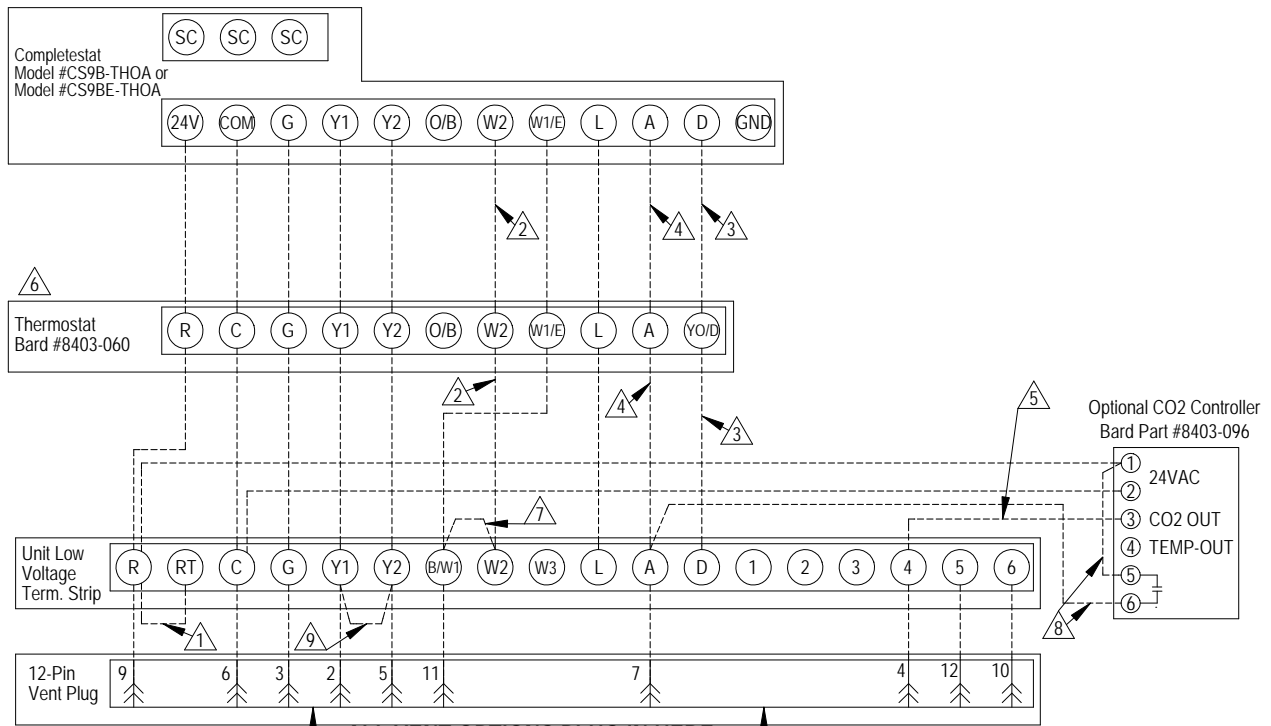 SC SC SC
Completestat
Model #CS9B-THOA or
Model #CS9BE-THOA
24V COM G Y1 Y2 O/B W2 W1/E L A D GND
2 4 3
6
Thermostat
Bard #8403-060
R C G Y1 Y2 O/B W2 W1/E L A YO/D
2 4 3 5
Optional CO2 Controller
Bard Part #8403-096
1 24VAC
2
3 CO2 OUT
4 TEMP-OUT
5
6
7
8
Unit Low
Voltage
Term. Strip
R RT C G Y1 Y2 B/W1 W2 W3 L A D 1 2 3 4 5 6
1 9
12-Pin
Vent Plug
9 6 3 2 5 11 7 4 12 10